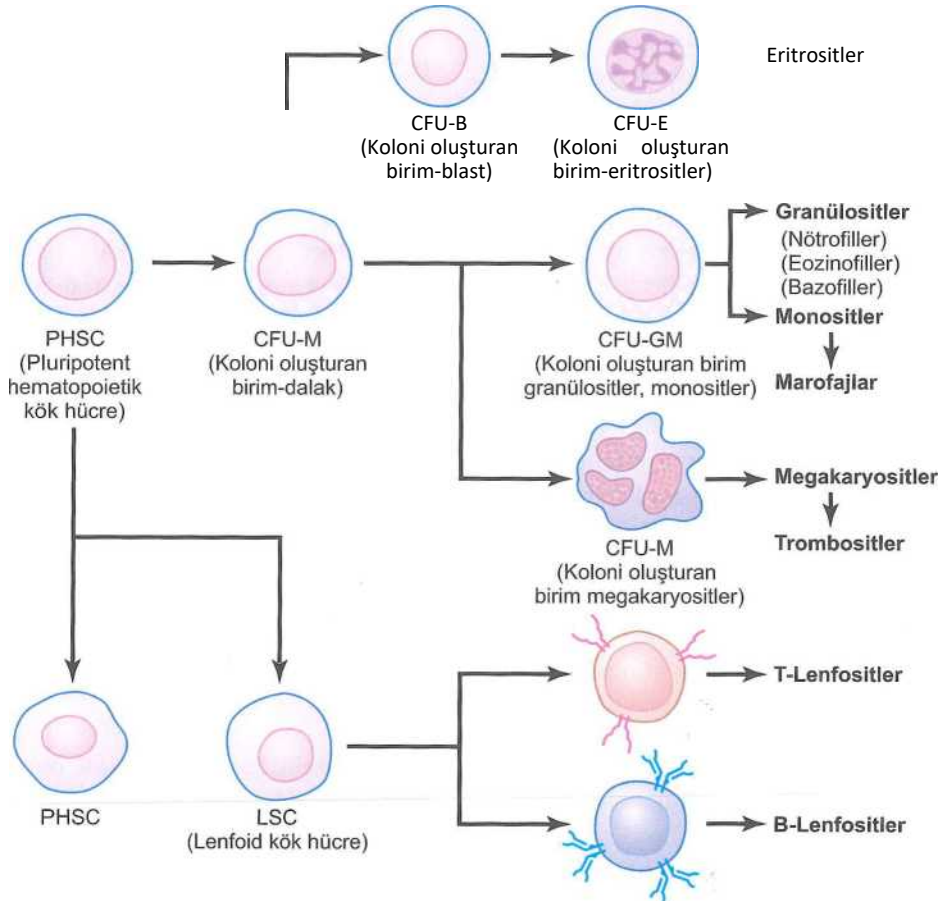 Eritrositler
CFU-B
(Koloni oluşturan
birim-blast)
CFU-E
(Koloni oluşturan
birim-eritrositler)
PHSC
(Pluripotent
hematopoietik
kök hücre)
CFU-M
(Koloni oluşturan
birim-dalak)
CFU-GM
(Koloni oluşturan birim
granülositler, monositler)
Granülositler
(Nötrofiller)
(Eozinofiller)
(Bazofiller)
Monositler
Marofajlar
CFU-M
(Koloni oluşturan
birim megakaryositler)
Megakaryositler
Trombositler
PHSC
LSC
(Lenfoid kök hücre)
T-Lenfositler
B-Lenfositler